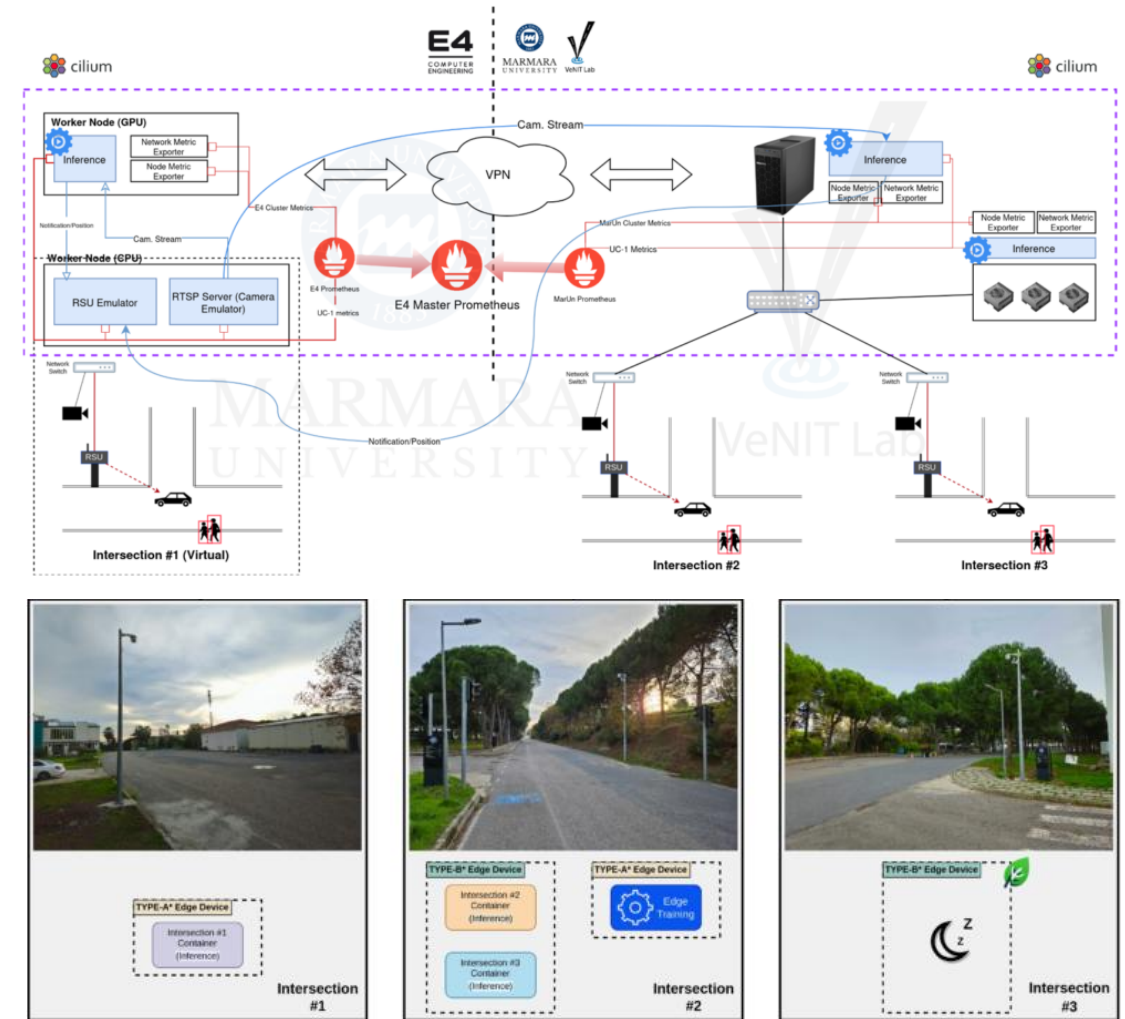 E4
COMPUTER
ENGINEERING
MARMARA
UNIVERSITY
VeNIT Lab
cilium
cilium
Worker Node (GPU)
Inference
Network Metric
Exporter
Node Metric
Exporter
Cam. Stream
VPN
Inference
Node Metric
Exporter
Network Metric
Exporter
E4 Cluster Metrics
MarUn Cluster Metrics
Node Metric
Exporter
Network Metric
Exporter
Notification/Position
Cam. Stream
UC-1 Metrics
Inference
Worker Node (CPU)
RSU Emulator
RTSP Server (Camera
Emulator)
E4 Prometheus
E4 Master Prometheus
MarUn Prometheus
UC-1 metrics
1883
MARMARA
UNIVERSITY
VeNIT Lab
Network
Switch
Network
Switch
Network
Switch
Notification/Position
RSU
RSU
RSU
Intersection #1 (Virtual)
Intersection #2
Intersection #3
TYPE-A* Edge Device
Intersection #1
Container
(Inference)
Intersection
#1
TYPE-B* Edge Device
Intersection #2
Container
(Inference)
Intersection #3
Container
(Inference)
TYPE-A* Edge Device
Edge
Training
Intersection
#2
TYPE-B* Edge Device
Z
z
Intersection
#3